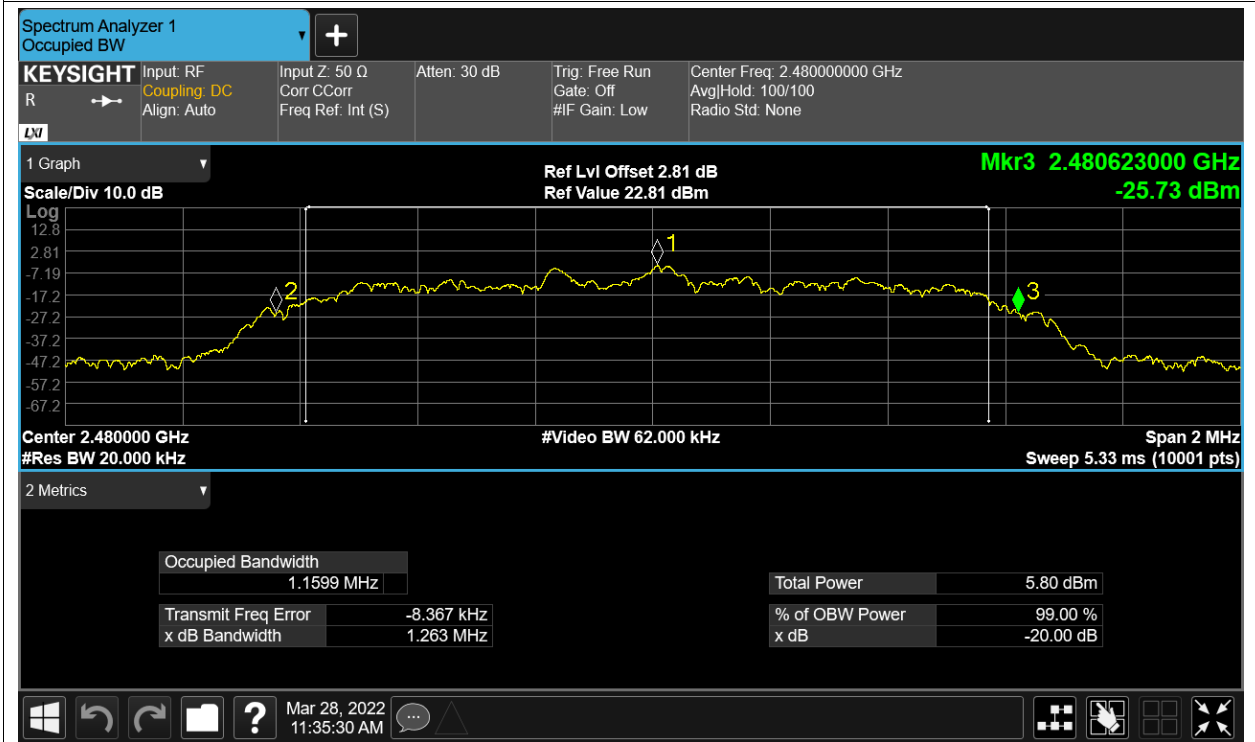 Spectrum Analyzer 1
Occupied BW
+
KEYSIGHT Input: RF Input Z: 50 Ω Atten: 30 dB Trig: Free Run Center Freq: 2.480000000 GHz
R Coupling: DC Corr CCorr Gate: Off Avg|Hold: 100/100
Align: Auto Freq Ref: Int (S) #IF Gain: Low Radio Std: None
LXI
1 Graph Ref Lvl Offset 2.81 dB Mkr3 2.480623000 GHz
Scale/Div 10.0 dB Ref Value 22.81 dBm -25.73 dBm
Log
12.8
2.81
-7.19
-17.2
-27.2
-37.2
-47.2
-57.2
-67.2
1
2
3
Center 2.480000 GHz #Video BW 62.000 kHz Span 2 MHz
#Res BW 20.000 kHz Sweep 5.33 ms (10001 pts)
2 Metrics
Occupied Bandwidth
1.1599 MHz Total Power 5.80 dBm
Transmit Freq Error -8.367 kHz % of OBW Power 99.00 %
x dB Bandwidth 1.263 MHz x dB -20.00 dB
? Mar 28, 2022
11:35:30 AM